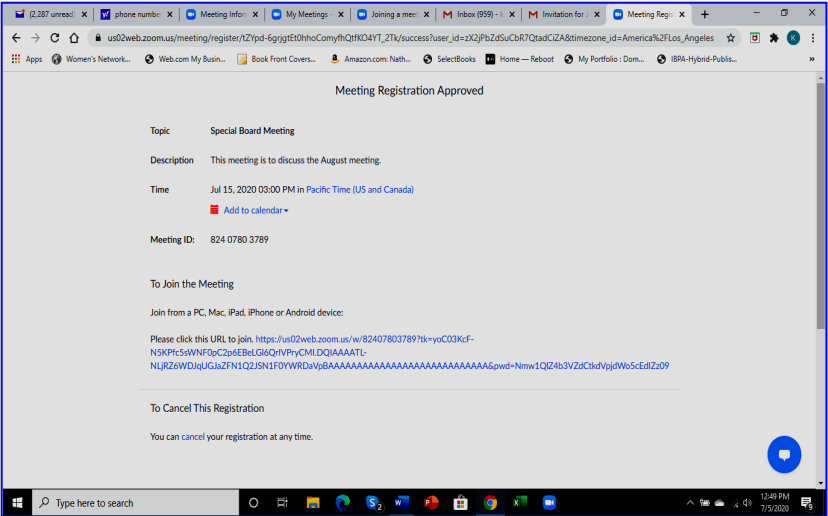 (2,287 unread)
phone number
Meeting Inform
My Meetings -
Joining a meet
Inbox (959) - k
Invitation for
Meeting Regis
us02web.zoom.us/meeting/register/tZYpd-6grjgtEt0hhoComyfhQtfKO4YT_2Tk/success?user_id=zX2jPbZdSuCbR7QtadCiZA&timezone_id=America%2FLos_Angeles
K
Apps
Women's Network...
Web.com My Busin...
Book Front Covers...
Amazon.com: Nath...
SelectBooks
Home — Reboot
My Portfolio : Dom...
IBPA-Hybrid-Publis...
»
Meeting Registration Approved
Topic Special Board Meeting
Description This meeting is to discuss the August meeting.
Time Jul 15, 2020 03:00 PM in Pacific Time (US and Canada)
Add to calendar
Meeting ID: 824 0780 3789
To Join the Meeting
Join from a PC, Mac, iPad, iPhone or Android device:
Please click this URL to join. https://us02web.zoom.us/w/82407803789?tk=yoC03KcF-
N5KPfc5sWNF0pC2p6EBeLGl6QrIVPryCMI.DQIAAAATL-
NLjRZ6WDJqUGJaZFN1Q2JSN1F0YWRDaVpBAAAAAAAAAAAAAAAAAAAAAAAAAAAA&pwd=Nmw1QlZ4b3VZdCtkdVpjdWo5cEdlZz09
To Cancel This Registration
You can cancel your registration at any time.
Type here to search
12:49 PM
7/5/2020